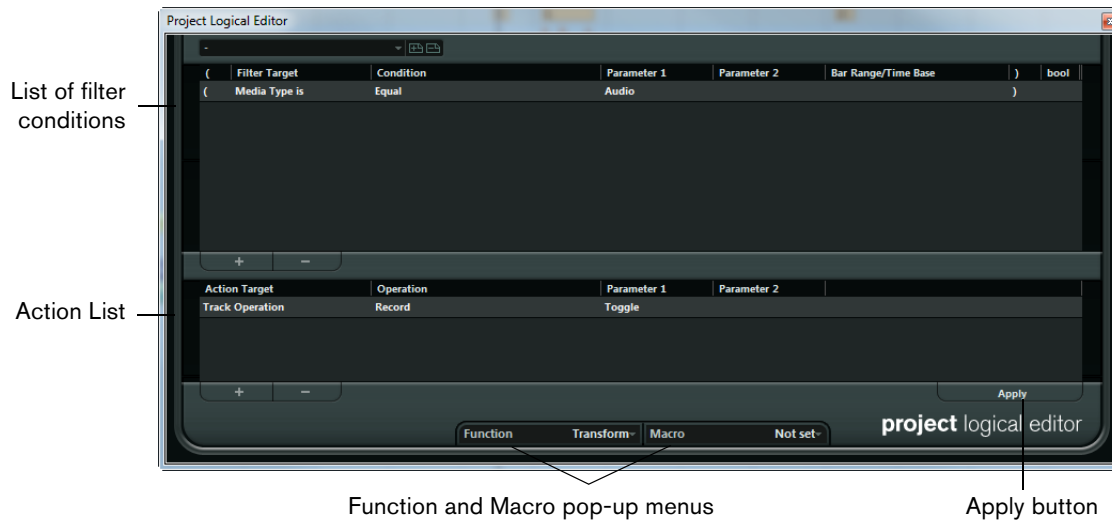 Project Logical Editor
-
( Filter Target Condition Parameter 1 Parameter 2 Bar Range/Time Base ) bool
( Media Type is Equal Audio )
List of filter
conditions
+ −
Action Target Operation Parameter 1 Parameter 2
Track Operation Record Toggle
Action List
+ −
Apply
project logical editor
Function Transform Macro Not set
Function and Macro pop-up menus
Apply button